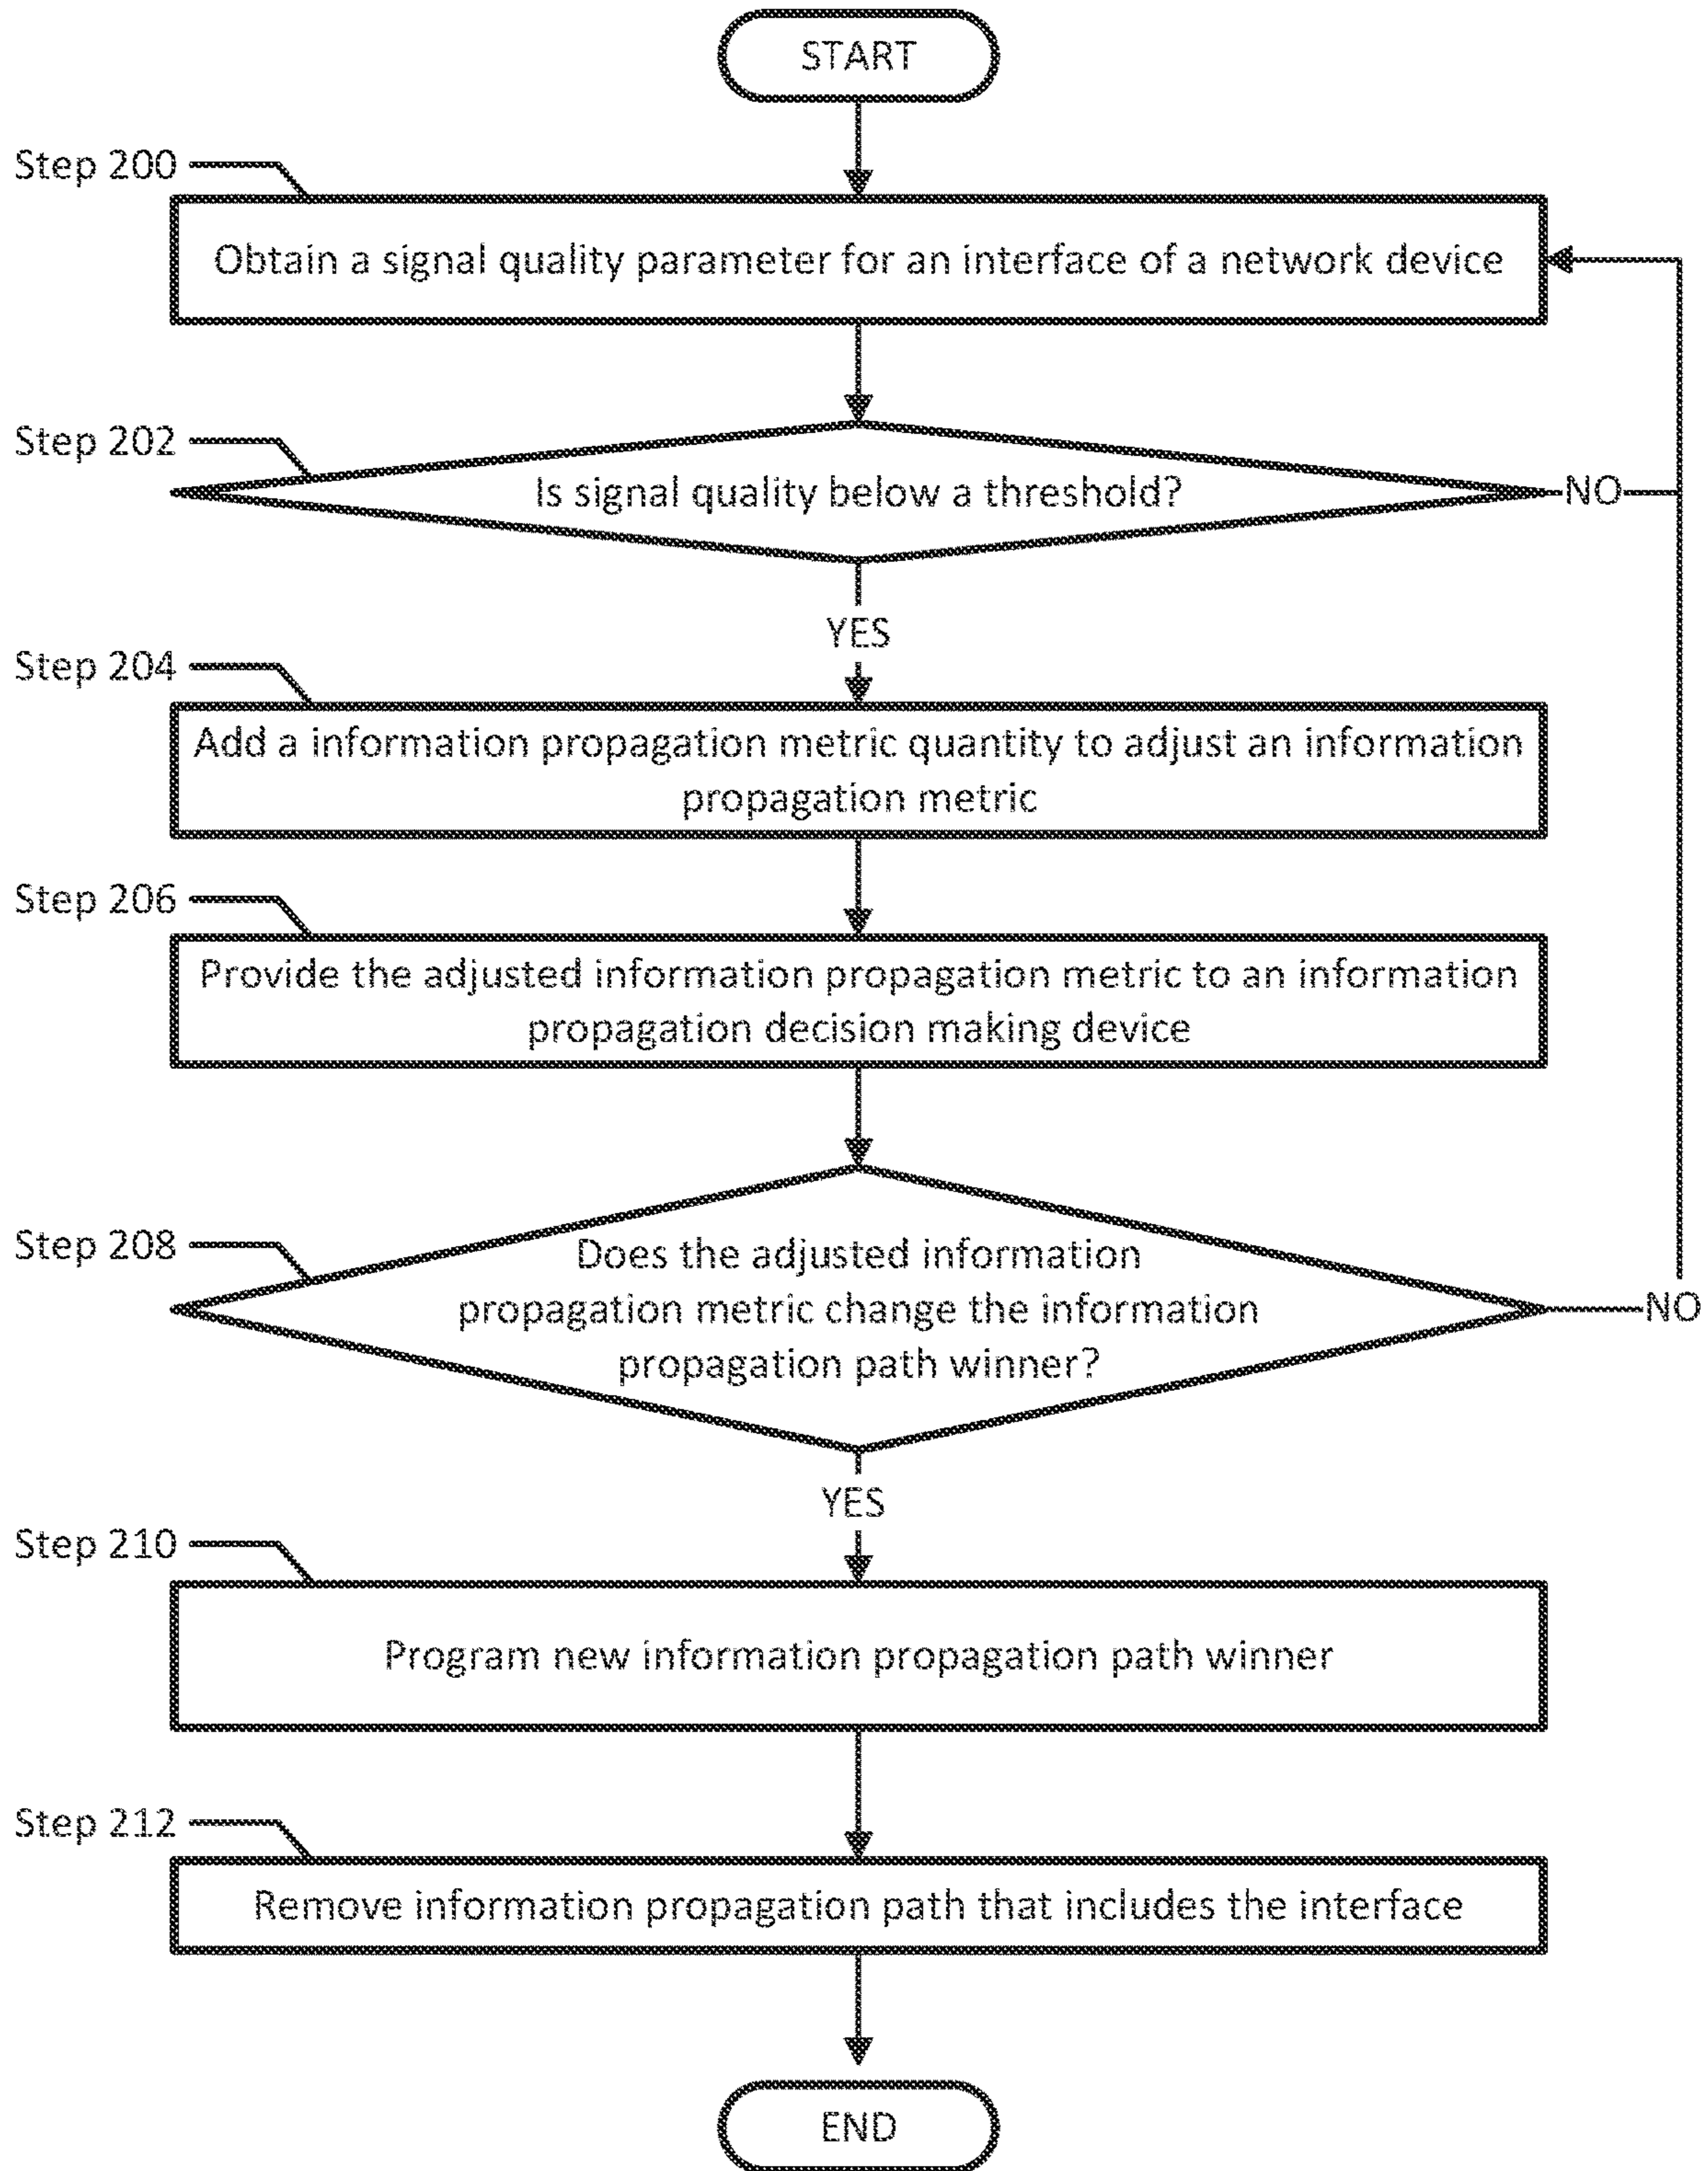 START
Step 200
Obtain a signal quality parameter for an interface of a network device
Step 202
Is signal quality below a threshold?
NO
YES
Step 204
Add a information propagation metric quantity to adjust an information
propagation metric
Step 206
Provide the adjusted information propagation metric to an information
propagation decision making device
Step 208
Does the adjusted information
propagation metric change the information
propagation path winner?
NO
YES
Step 210
Program new information propagation path winner
Step 212
Remove information propagation path that includes the interface
END